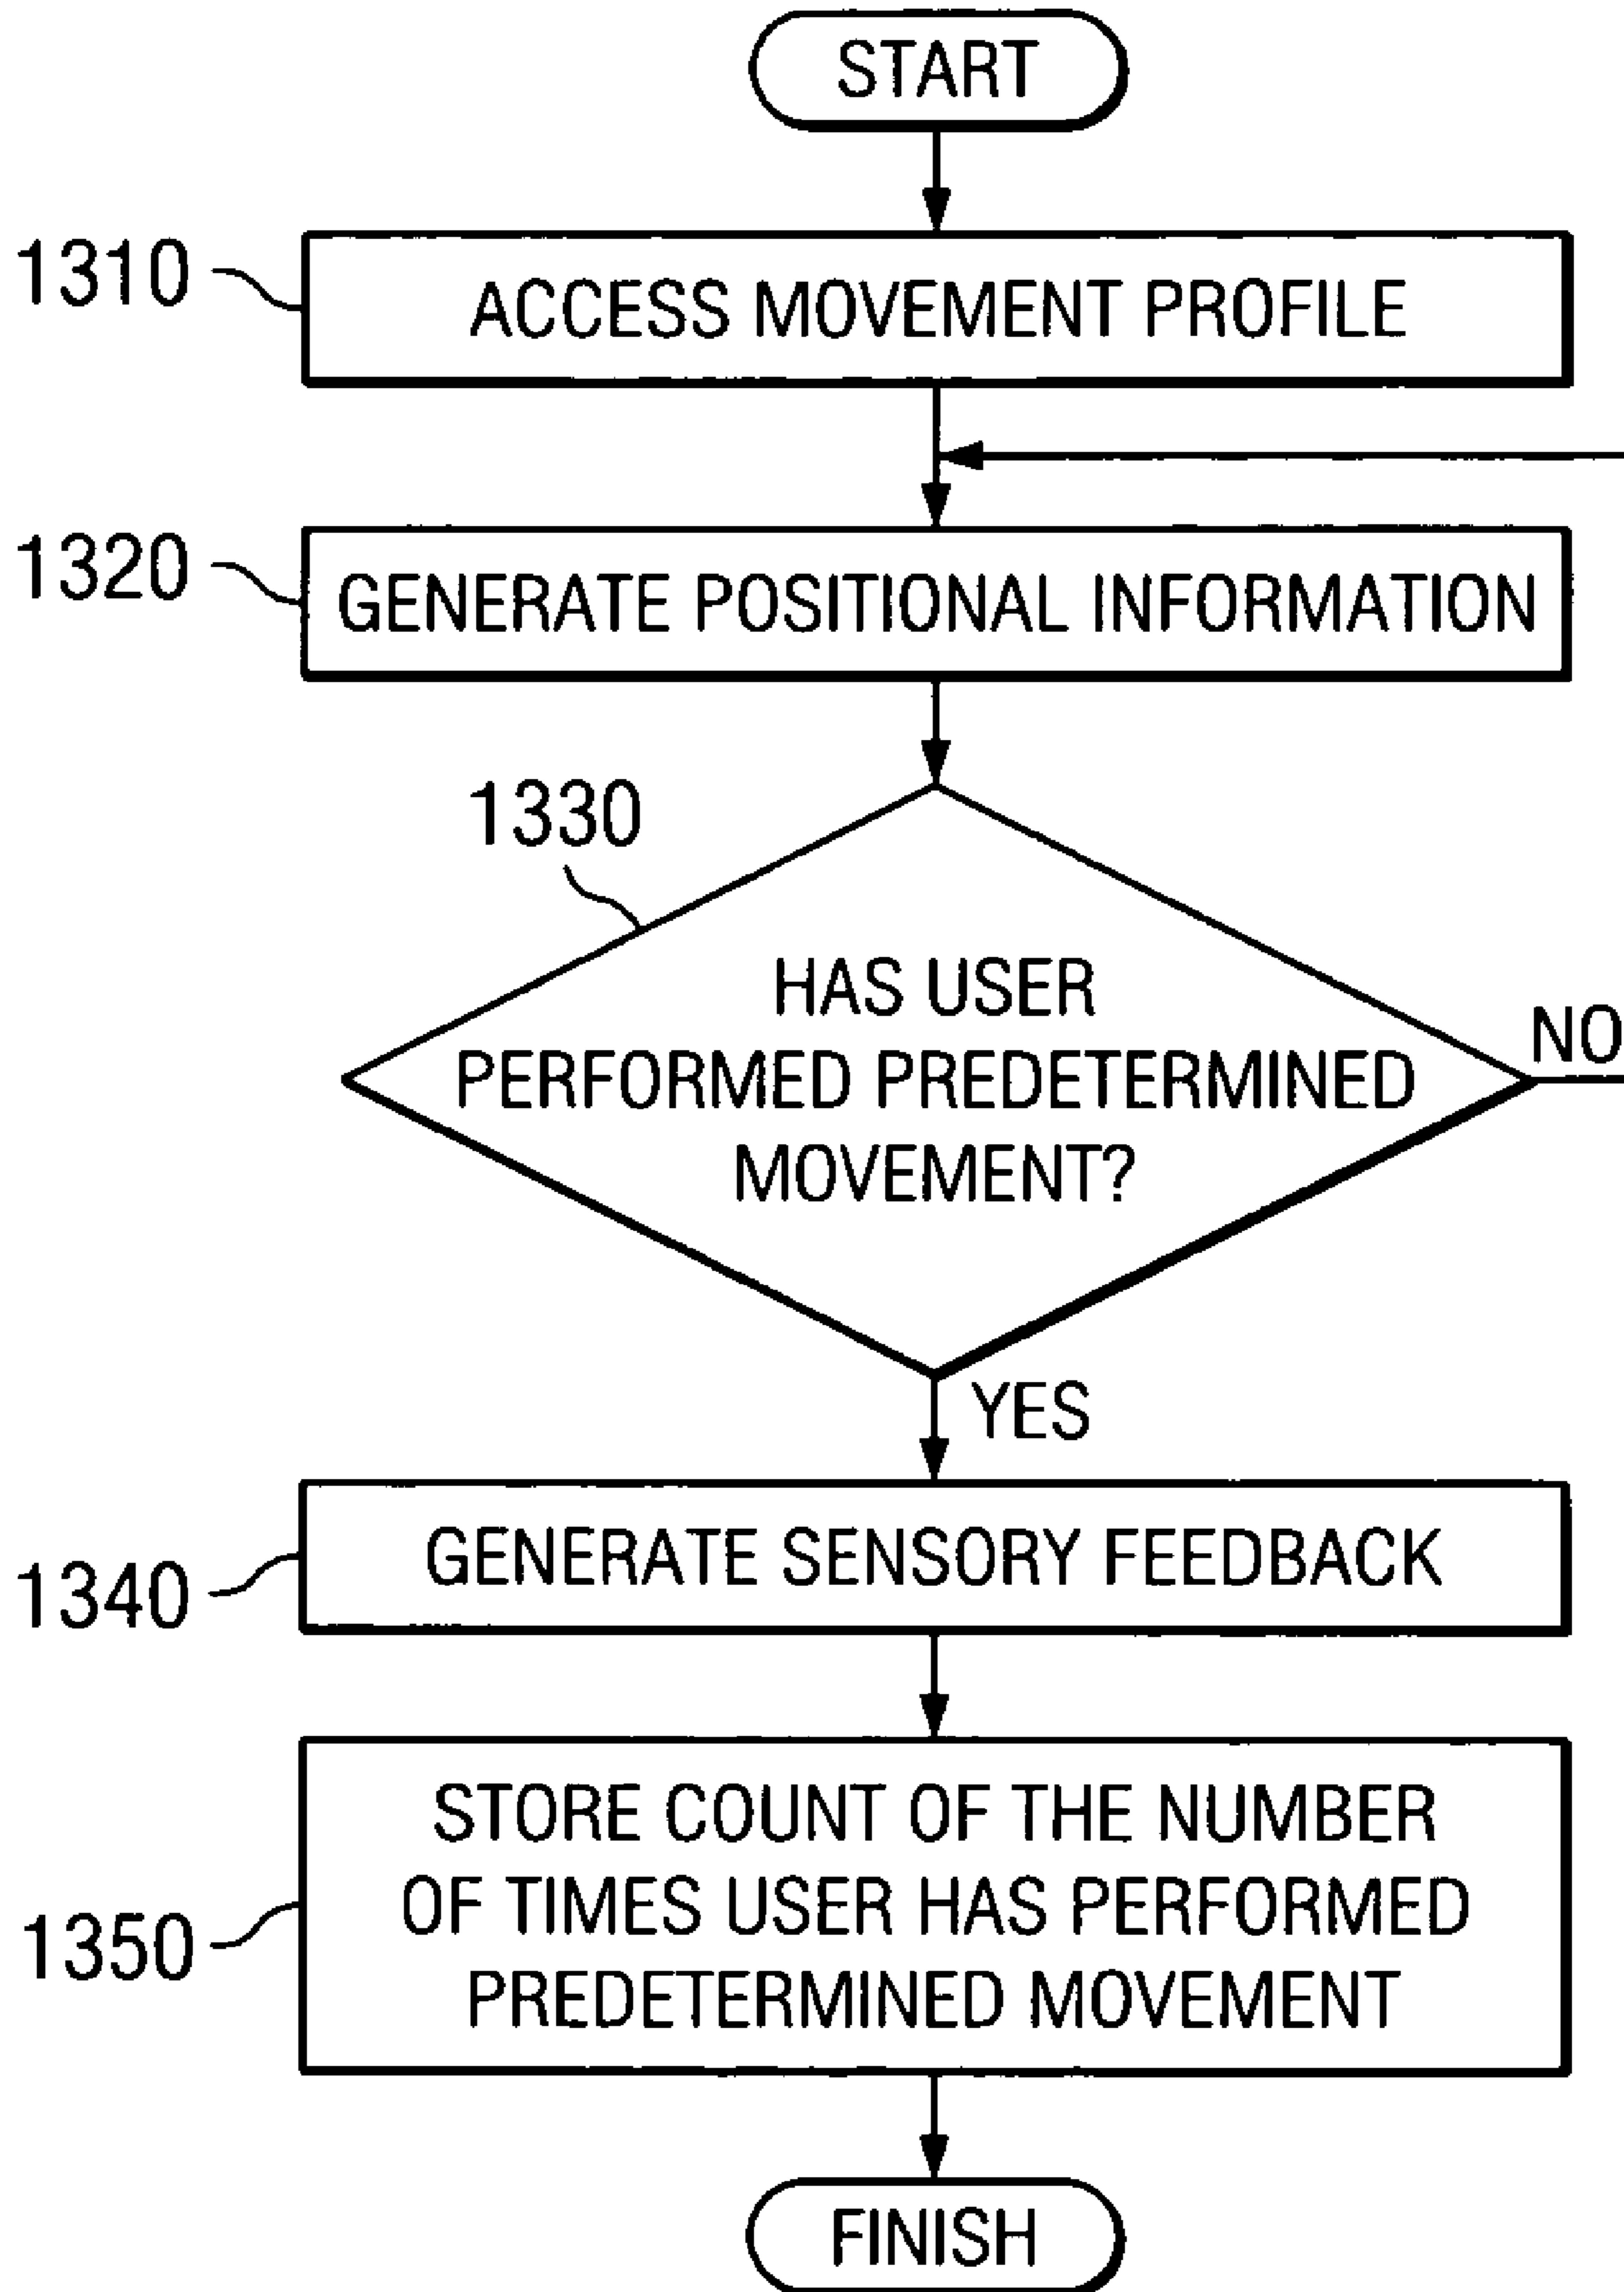 START
1310
ACCESS MOVEMENT PROFILE
1320
GENERATE POSITIONAL INFORMATION
1330
HAS USER
PERFORMED PREDETERMINED
MOVEMENT?
NO
YES
1340
GENERATE SENSORY FEEDBACK
1350
STORE COUNT OF THE NUMBER
OF TIMES USER HAS PERFORMED
PREDETERMINED MOVEMENT
FINISH